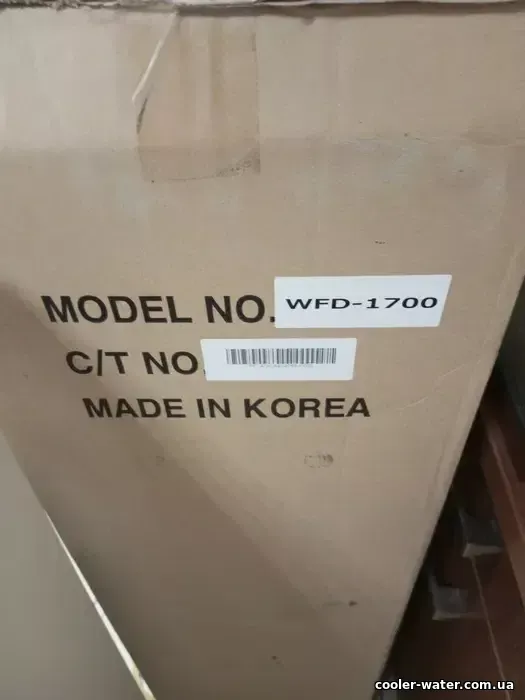 MODEL NO. WFD-1700
C/T NO.
MADE IN KOREA
cooler-water.com.ua